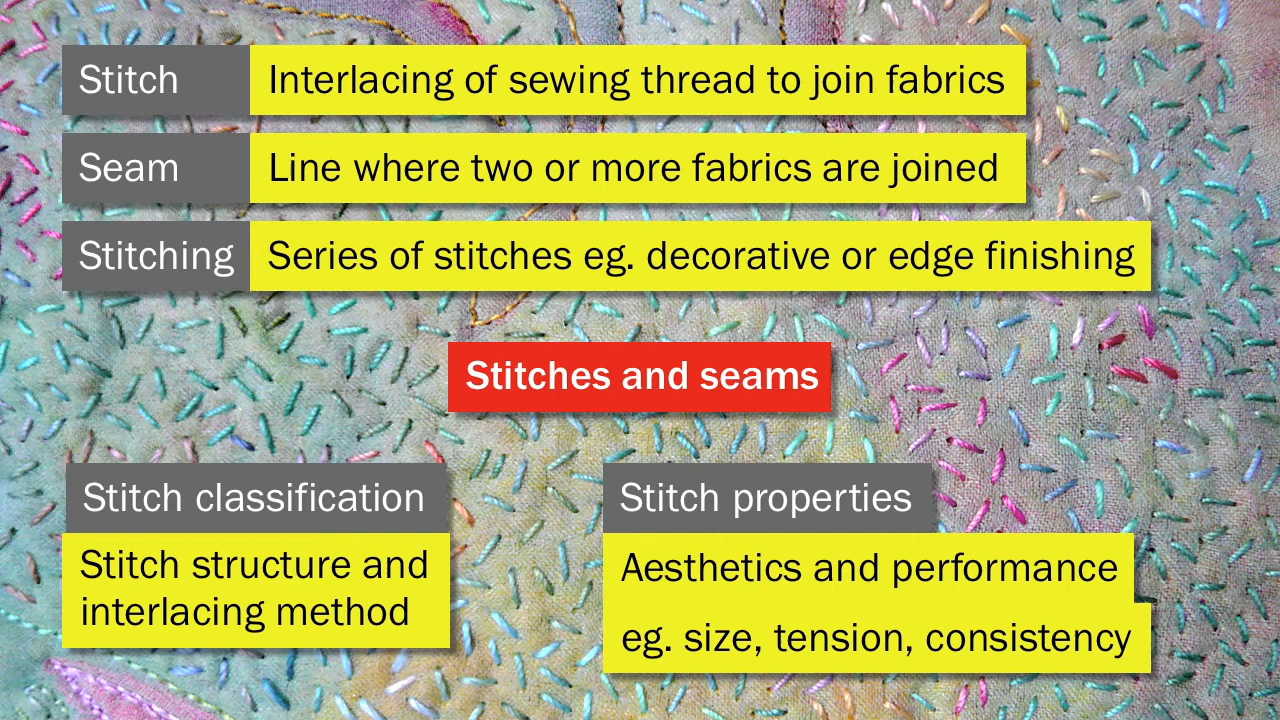 Stitch Interlacing of sewing thread to join fabrics
Seam Line where two or more fabrics are joined
Stitching Series of stitches eg. decorative or edge finishing
Stitches and seams
Stitch classification
Stitch structure and
interlacing method
Stitch properties
Aesthetics and performance
eg. size, tension, consistency